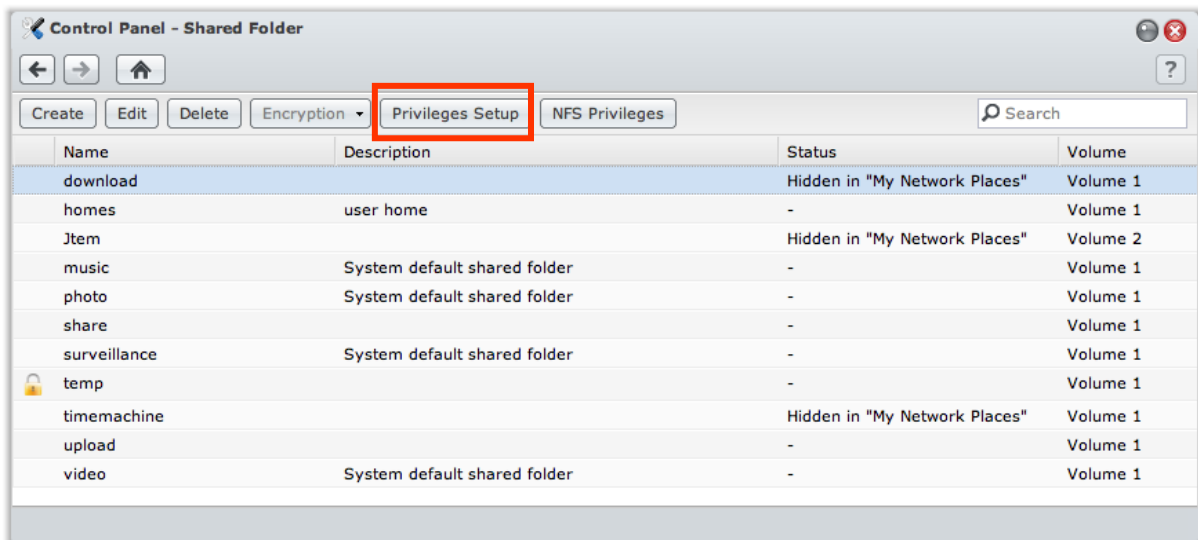 Control Panel - Shared Folder
?
Create Edit Delete Encryption Privileges Setup NFS Privileges Search
Name Description Status Volume
download Hidden in "My Network Places" Volume 1
homes user home - Volume 1
Jtem Hidden in "My Network Places" Volume 2
music System default shared folder - Volume 1
photo System default shared folder - Volume 1
share - Volume 1
surveillance System default shared folder - Volume 1
temp - Volume 1
timemachine Hidden in "My Network Places" Volume 1
upload - Volume 1
video System default shared folder - Volume 1